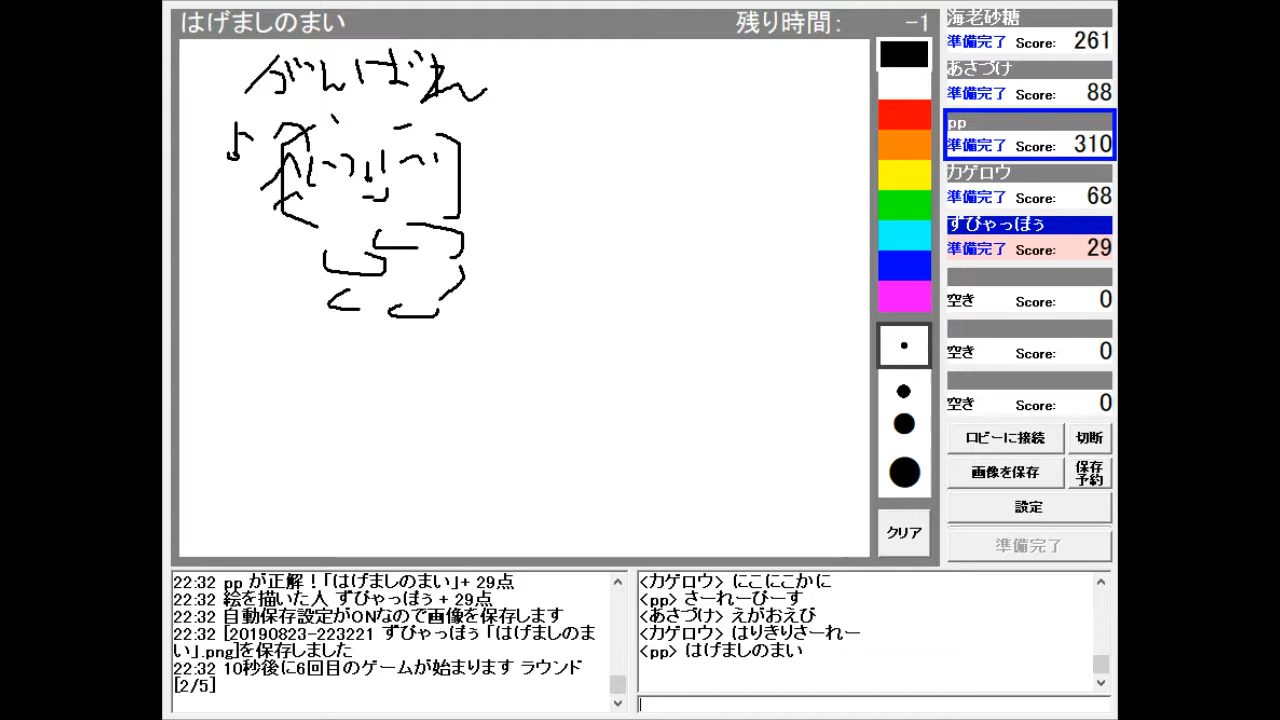 はげましのまい
残り時間: -1
がんばれ
海老砂糖
準備完了 Score: 261
あさづけ
準備完了 Score: 88
pp
準備完了 Score: 310
カゲロウ
準備完了 Score: 68
ずびゃっぽぅ
準備完了 Score: 29
空き Score: 0
空き Score: 0
空き Score: 0
ロビーに接続 切断
画像を保存 保存予約
設定
準備完了
クリア
22:32 pp が正解！「はげましのまい」+ 29点
22:32 絵を描いた人 ずびゃっぽぅ + 29点
22:32 自動保存設定がONなので画像を保存します
22:32 [20190823-223221 ずびゃっぽぅ 「はげましのま
い」.png]を保存しました
22:32 10秒後に6回目のゲームが始まります ラウンド
[2/5]
<カゲロウ> にこにこかに
<pp> さーれーびーす
<あさづけ> えがおえび
<カゲロウ> はりきりさーれー
<pp> はげましのまい